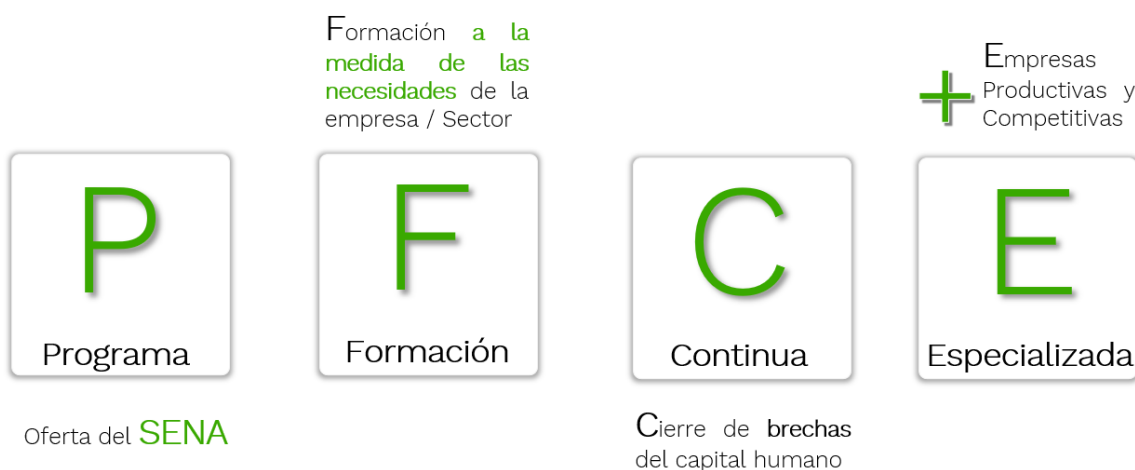 Formación a la
medida de las
necesidades de la
empresa / Sector
+ Empresas
Productivas y
Competitivas
P
Programa
F
Formación
C
Continua
E
Especializada
Oferta del SENA
Cierre de brechas
del capital humano